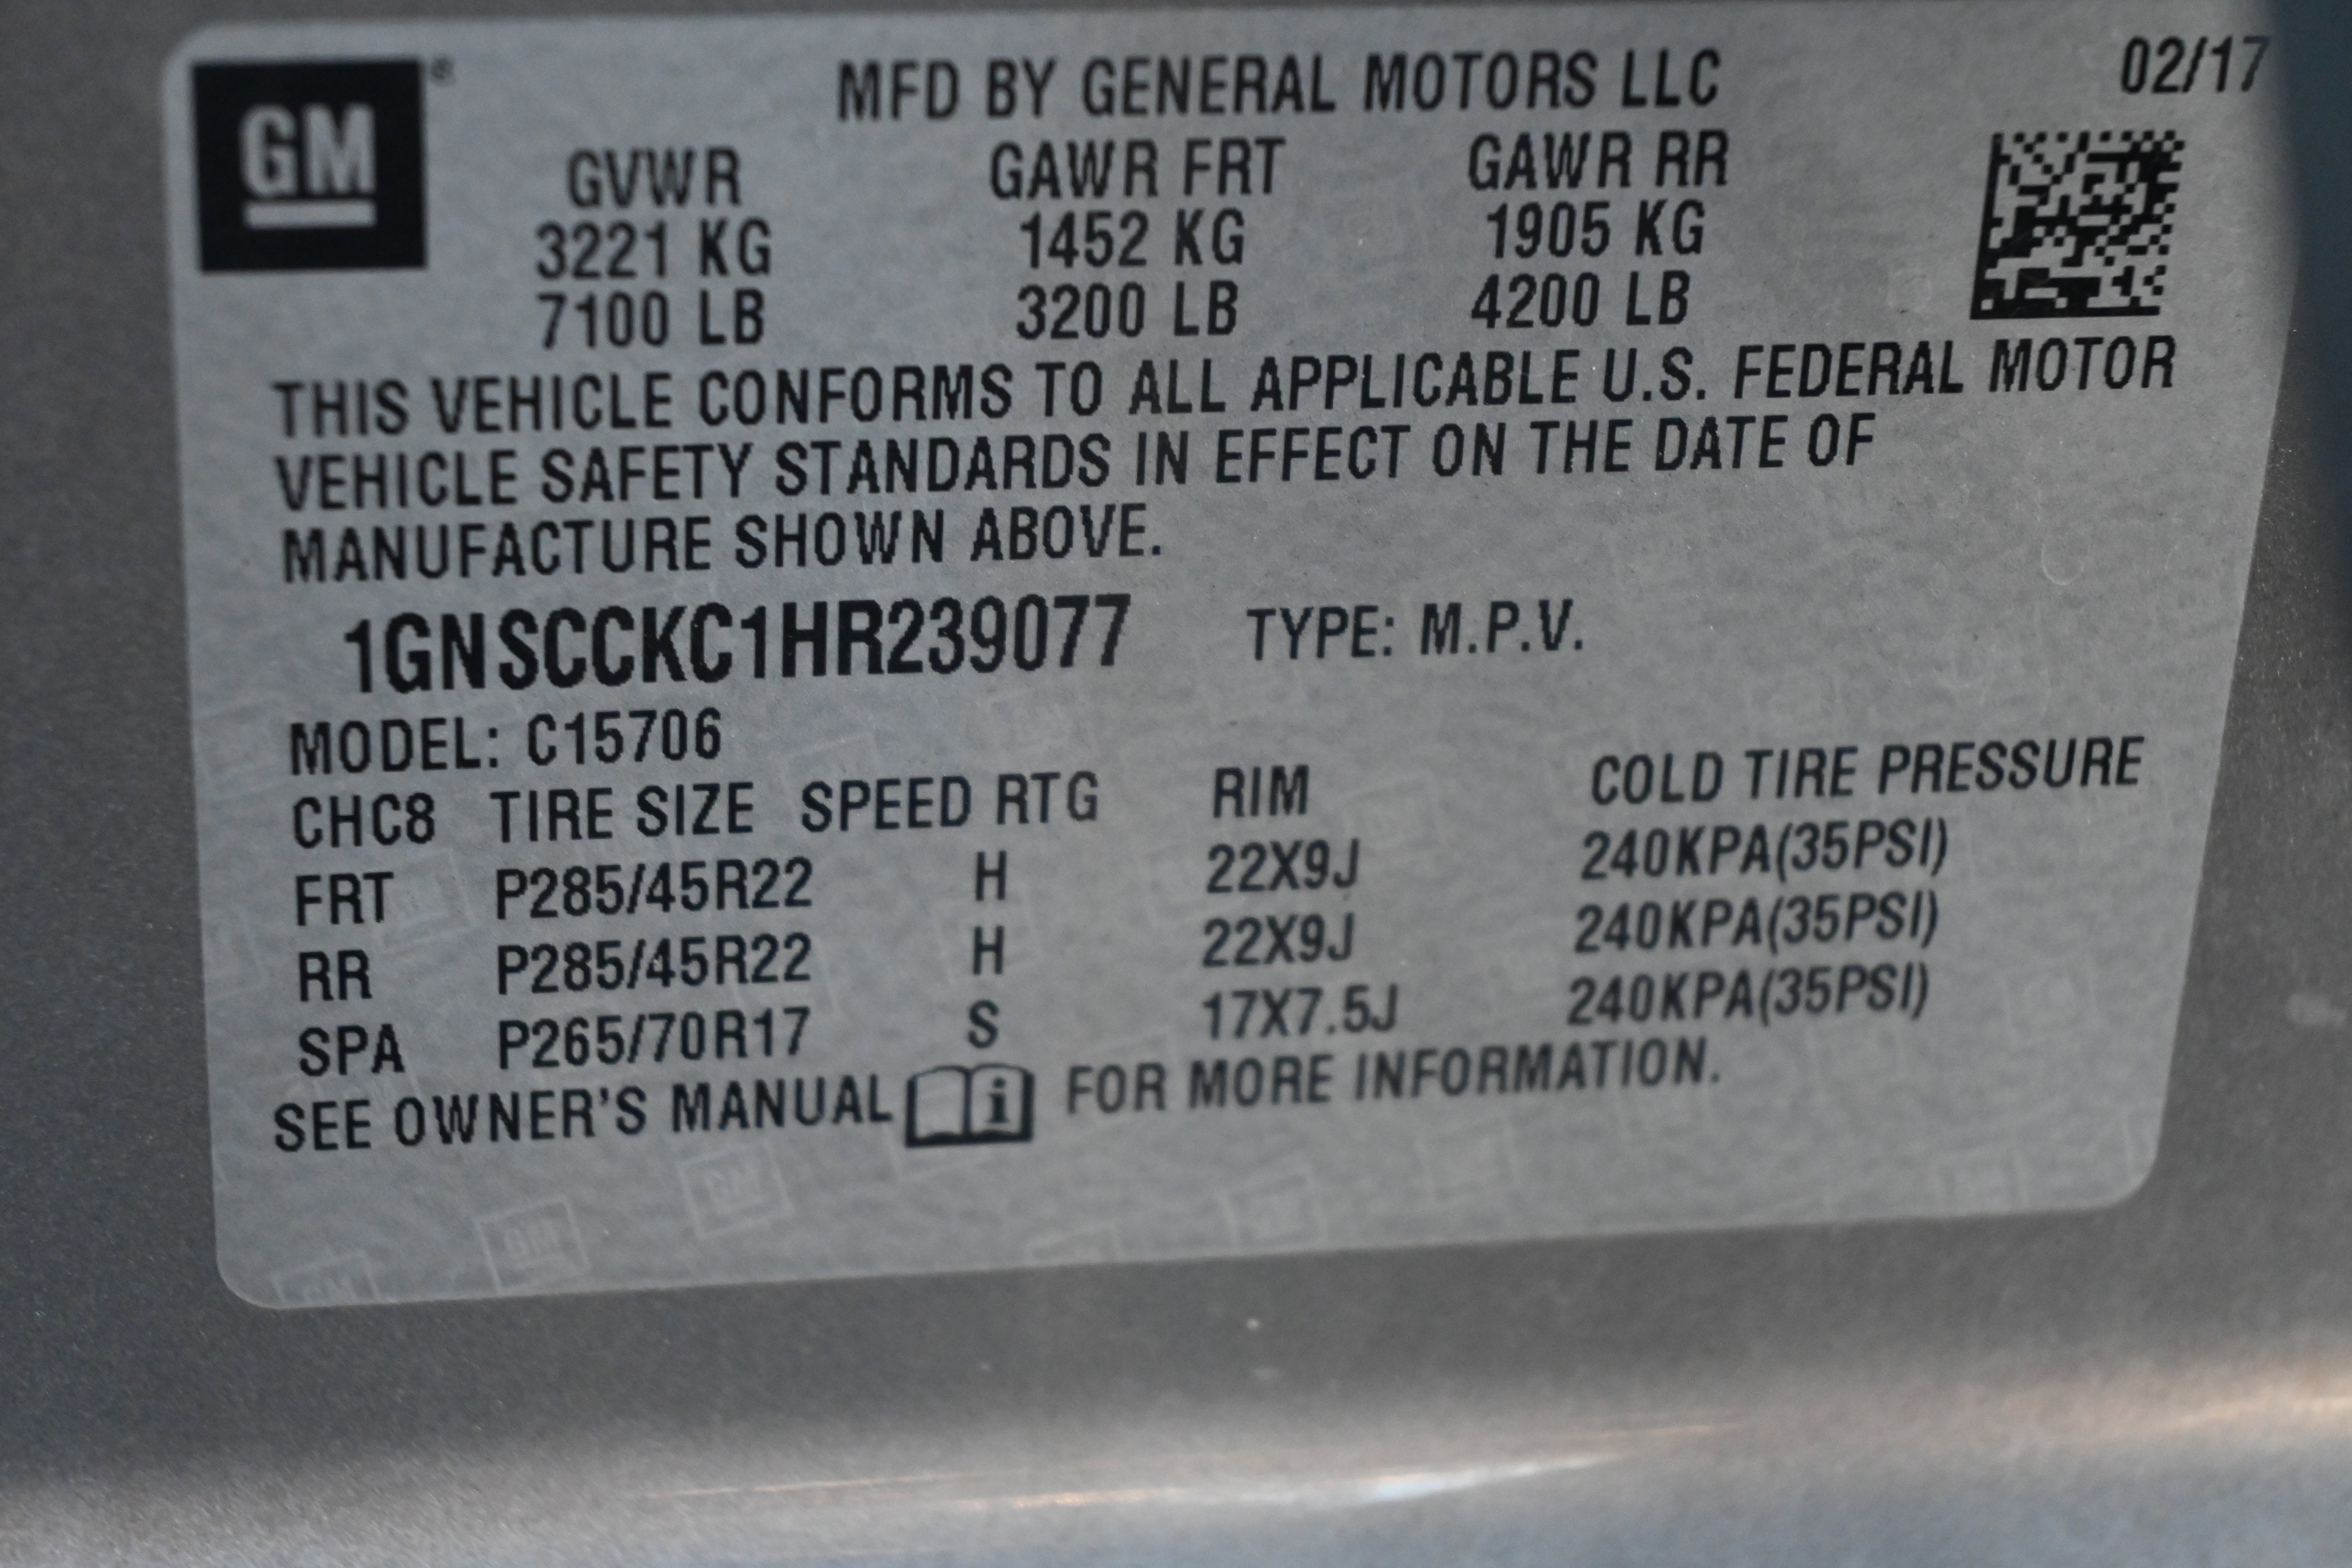 GM ®
MFD BY GENERAL MOTORS LLC 02/17
GVWR GAWR FRT GAWR RR
3221 KG 1452 KG 1905 KG
7100 LB 3200 LB 4200 LB
THIS VEHICLE CONFORMS TO ALL APPLICABLE U.S. FEDERAL MOTOR
VEHICLE SAFETY STANDARDS IN EFFECT ON THE DATE OF
MANUFACTURE SHOWN ABOVE.
1GNSCCKC1HR239077 TYPE: M.P.V.
MODEL: C15706
CHC8 TIRE SIZE SPEED RTG RIM COLD TIRE PRESSURE
FRT P285/45R22 H 22X9J 240KPA(35PSI)
RR P285/45R22 H 22X9J 240KPA(35PSI)
SPA P265/70R17 S 17X7.5J 240KPA(35PSI)
SEE OWNER'S MANUAL i FOR MORE INFORMATION.